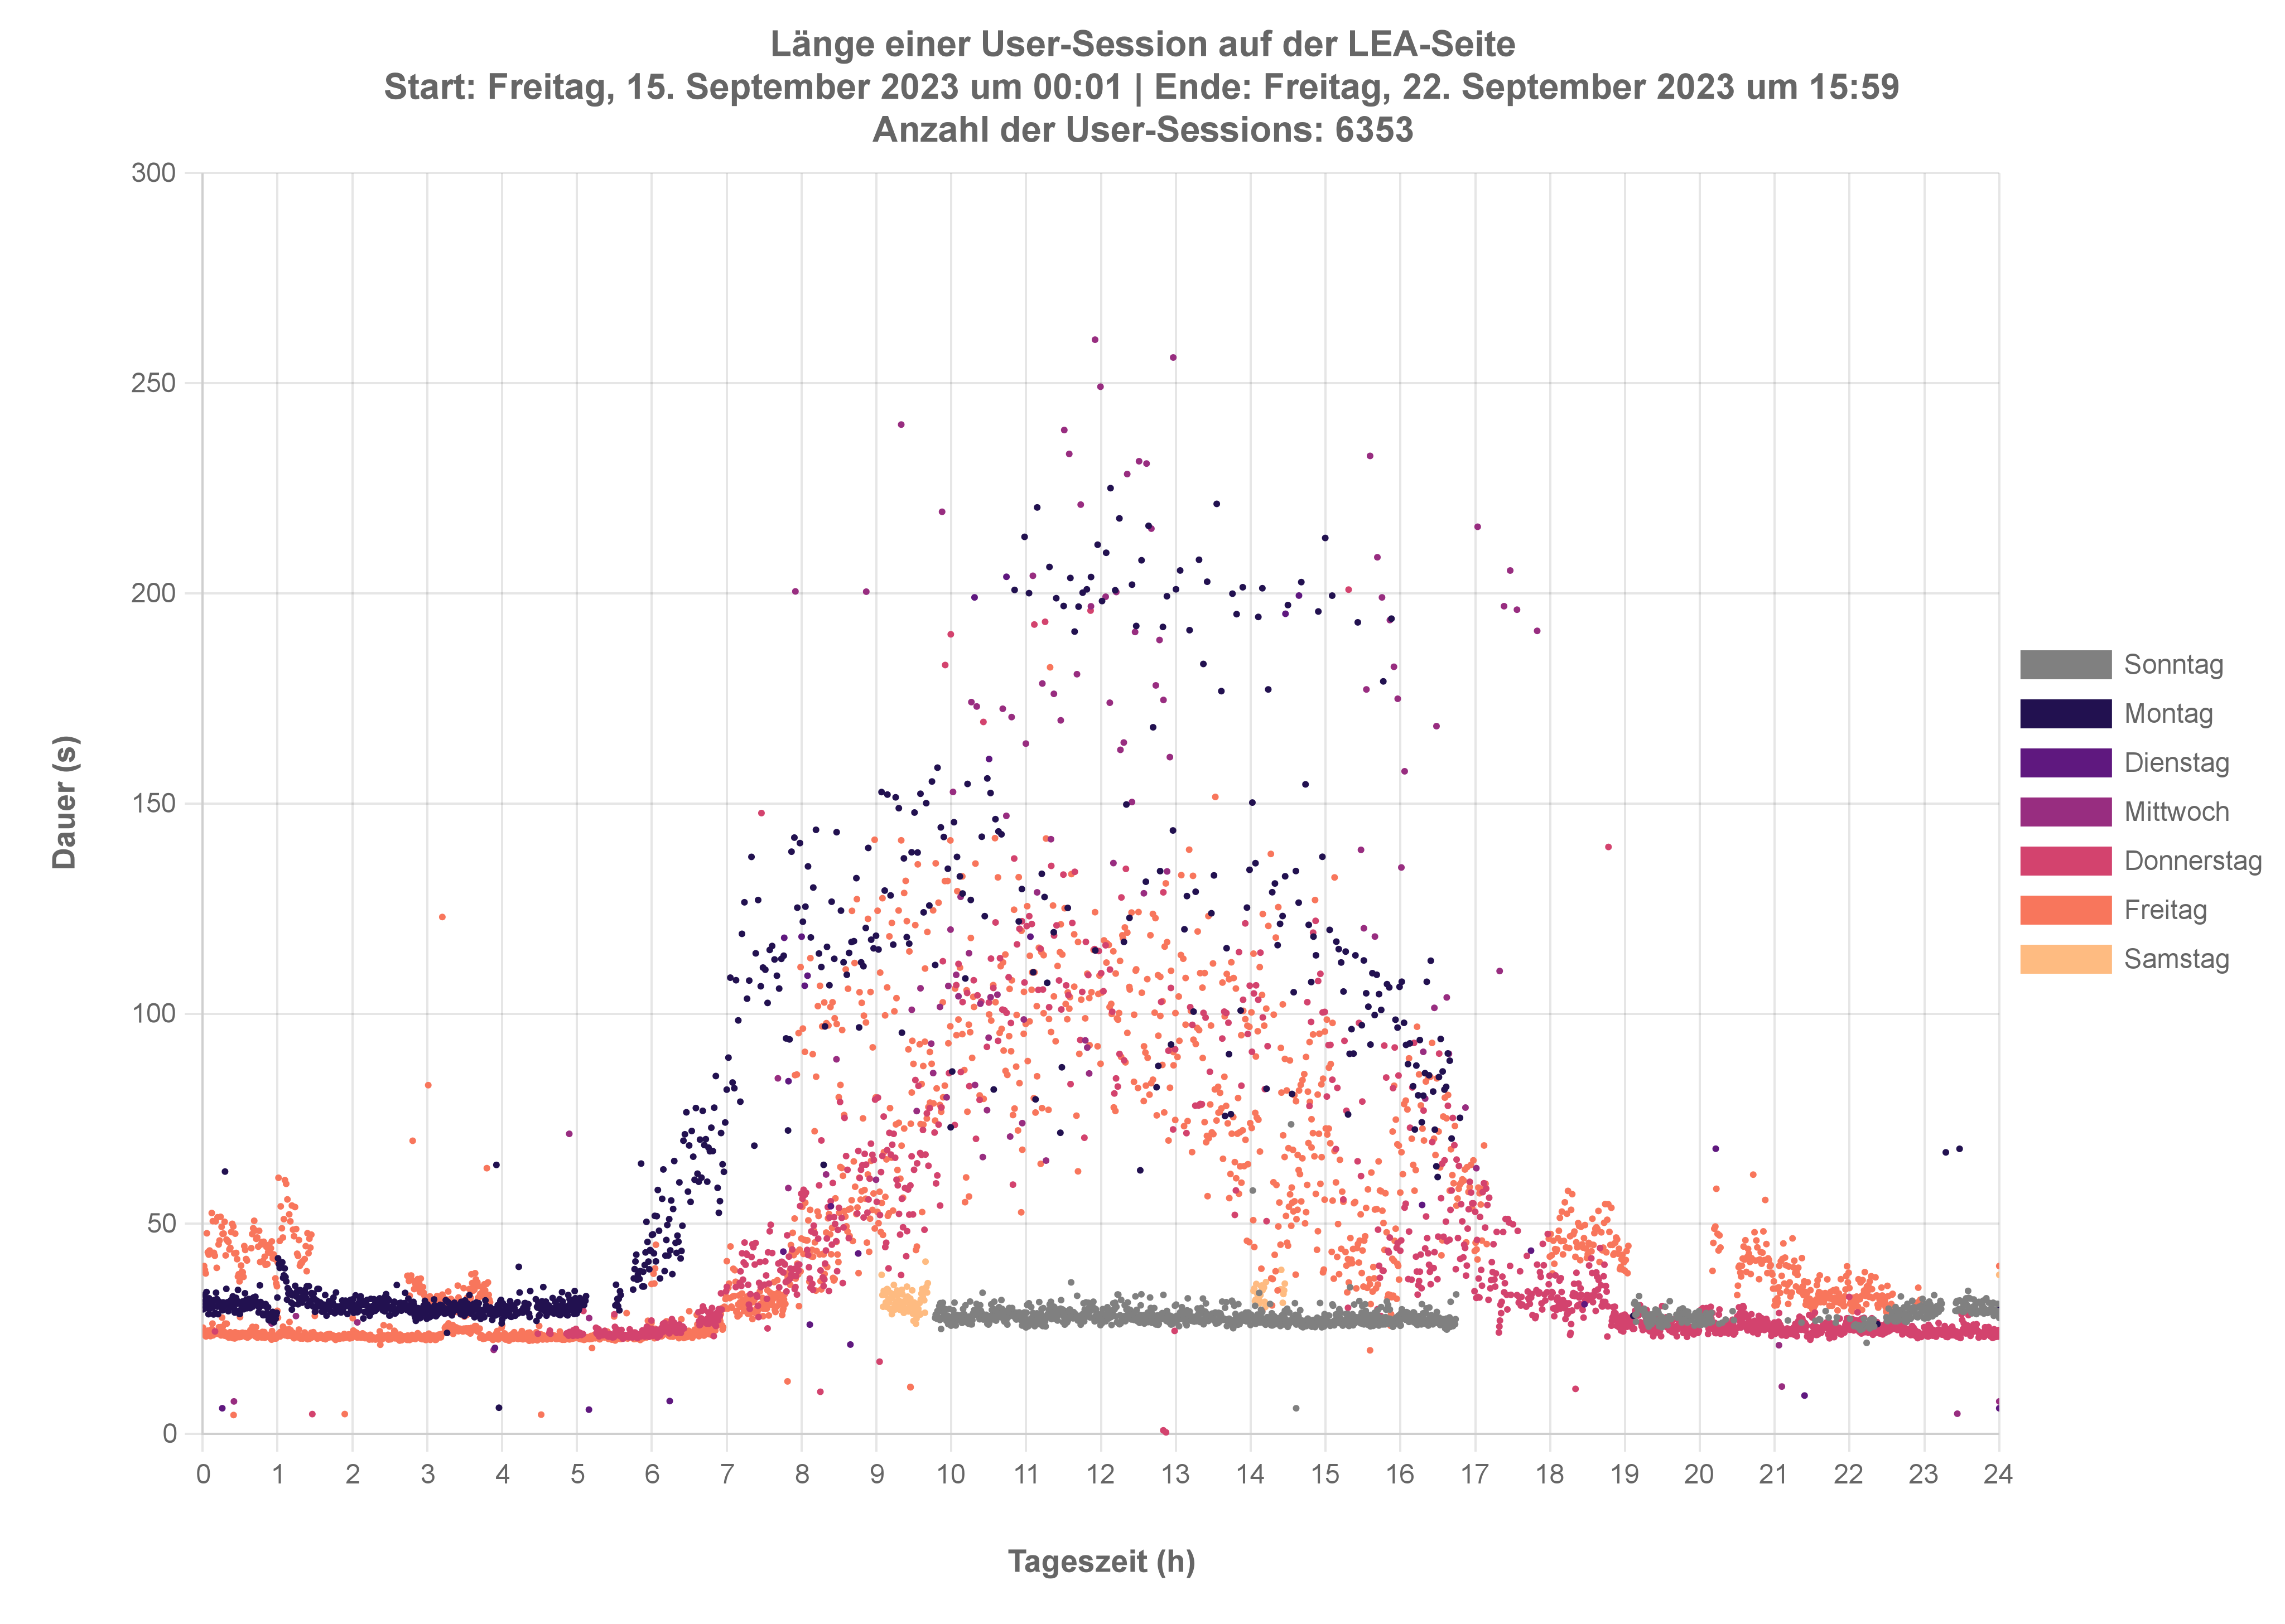 Länge einer User-Session auf der LEA-Seite
Start: Freitag, 15. September 2023 um 00:01 | Ende: Freitag, 22. September 2023 um 15:59
Anzahl der User-Sessions: 6353
300
250
200
150
100
50
0
Dauer (s)
0 1 2 3 4 5 6 7 8 9 10 11 12 13 14 15 16 17 18 19 20 21 22 23 24
Tageszeit (h)
Sonntag
Montag
Dienstag
Mittwoch
Donnerstag
Freitag
Samstag